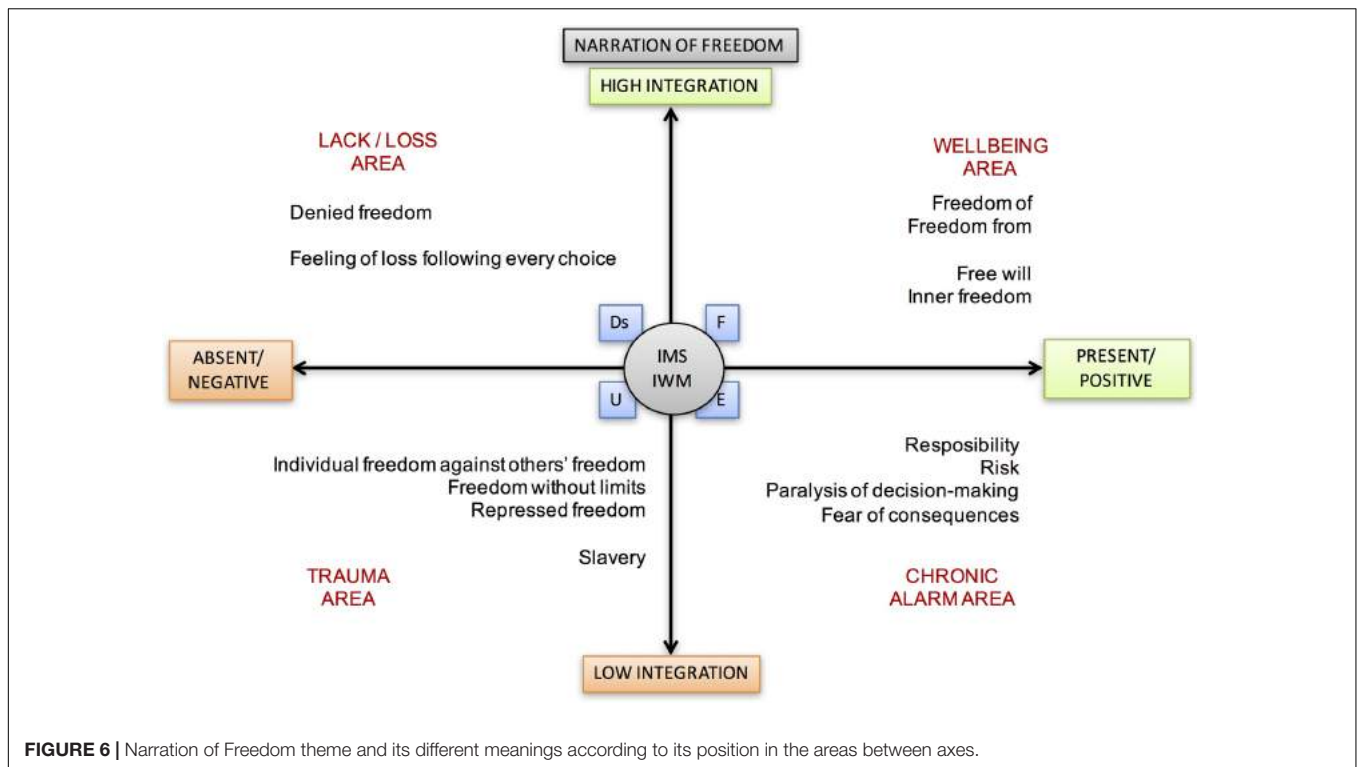 NARRATION OF FREEDOM
HIGH INTEGRATION
LACK / LOSS
AREA
Denied freedom
Feeling of loss following every choice
WELLBEING
AREA
Freedom of
Freedom from
Free will
Inner freedom
Ds
F
ABSENT/
NEGATIVE
IMS
IWM
PRESENT/
POSITIVE
U
E
Individual freedom against others' freedom
Freedom without limits
Repressed freedom
Slavery
TRAUMA
AREA
Resposibility
Risk
Paralysis of decision-making
Fear of consequences
CHRONIC
ALARM AREA
LOW INTEGRATION
FIGURE 6 | Narration of Freedom theme and its different meanings according to its position in the areas between axes.